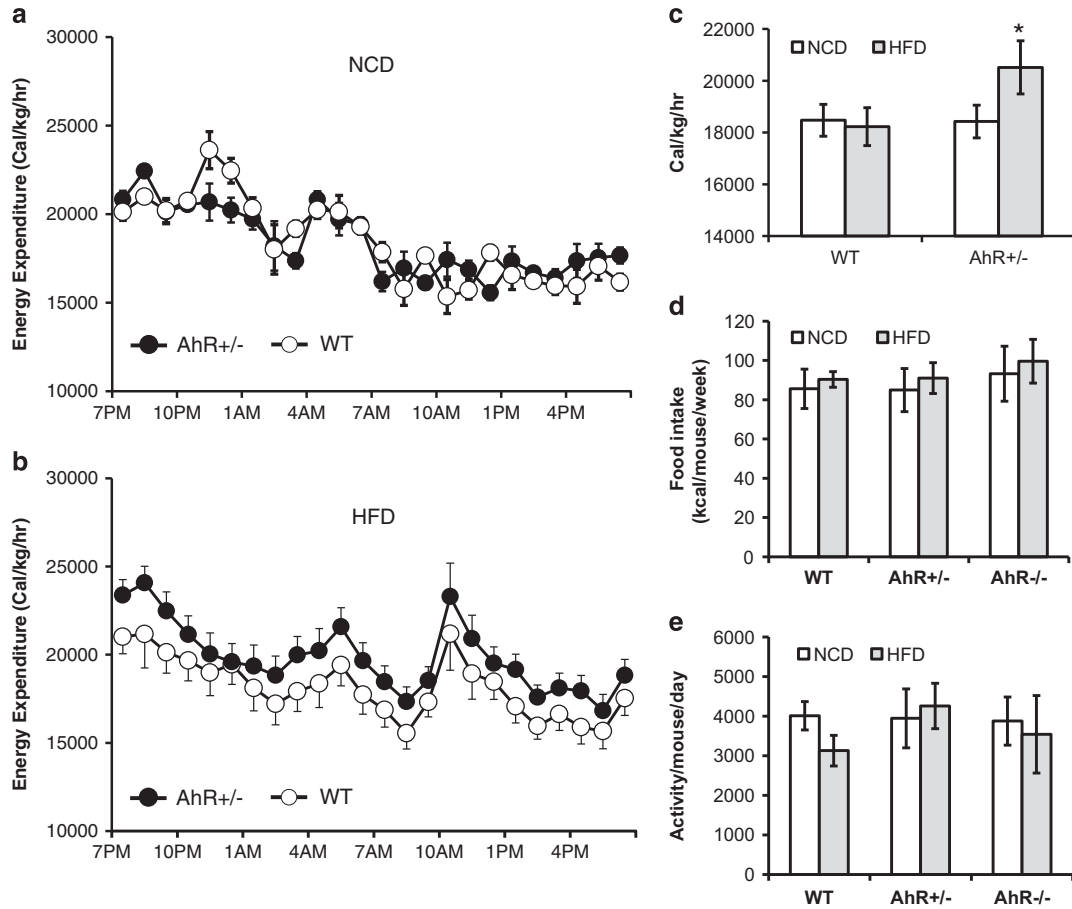 a
30000
25000
20000
15000
10000
Energy Expenditure (Cal/kg/hr)
NCD
AhR+/- WT
7PM 10PM 1AM 4AM 7AM 10AM 1PM 4PM
b
30000
25000
20000
15000
10000
Energy Expenditure (Cal/kg/hr)
HFD
AhR+/- WT
7PM 10PM 1AM 4AM 7AM 10AM 1PM 4PM
c
22000
20000
18000
16000
14000
Cal/kg/hr
NCD HFD
*
WT AhR+/-
d
120
100
80
60
40
20
0
Food intake
(kcal/mouse/week)
NCD HFD
WT AhR+/- AhR-/-
e
6000
5000
4000
3000
2000
1000
0
Activity/mouse/day
NCD HFD
WT AhR+/- AhR-/-